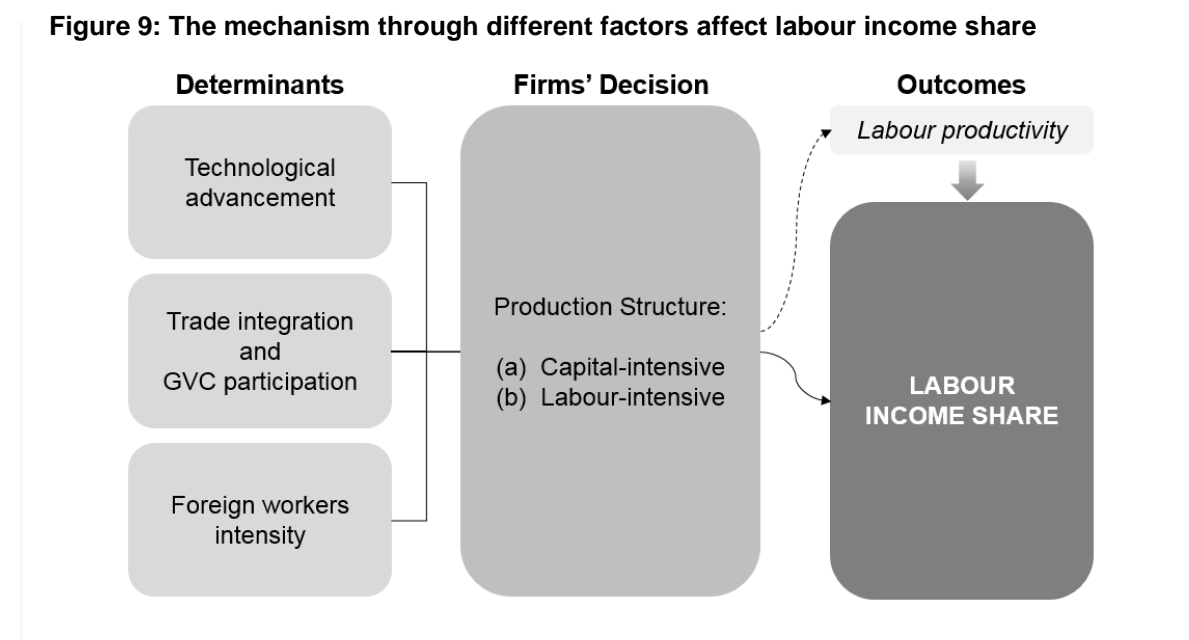 Figure 9: The mechanism through different factors affect labour income share
Determinants
Technological
advancement
Trade integration
and
GVC participation
Foreign workers
intensity
Firms’ Decision
Production Structure:
(a) Capital-intensive
(b) Labour-intensive
Outcomes
Labour productivity
LABOUR
INCOME SHARE